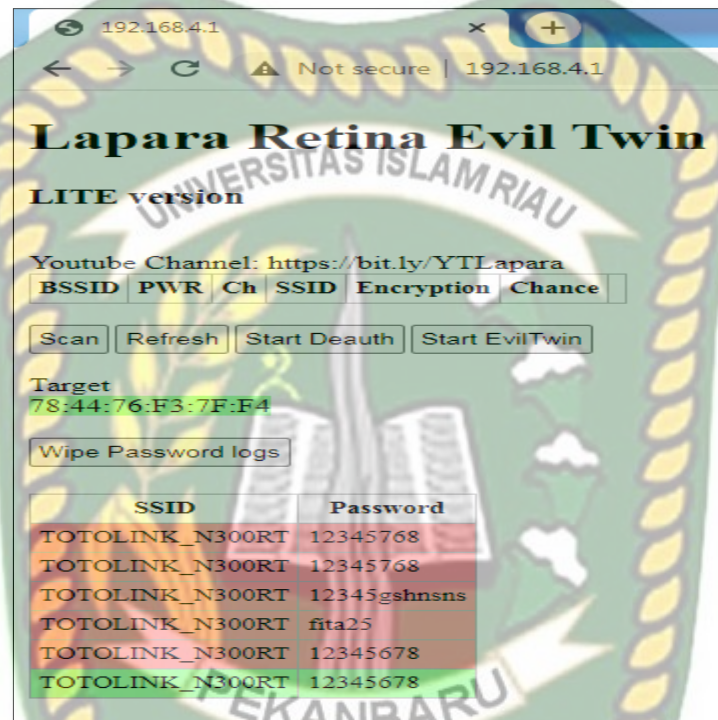 192.168.4.1
Not secure | 192.168.4.1
Lapara Retina Evil Twin
LITE version
UNIVERSITAS ISLAM RIAU
Youtube Channel: https://bit.ly/YTLapara
BSSID PWR Ch SSID Encryption Chance
Scan Refresh Start Deauth Start EvilTwin
Target
78:44:76:F3:7F:F4
Wipe Password logs
SSID Password
TOTOLINK_N300RT 12345768
TOTOLINK_N300RT 12345768
TOTOLINK_N300RT 12345gshnsns
TOTOLINK_N300RT fita25
TOTOLINK_N300RT 12345678
TOTOLINK_N300RT 12345678
PEKANBARU